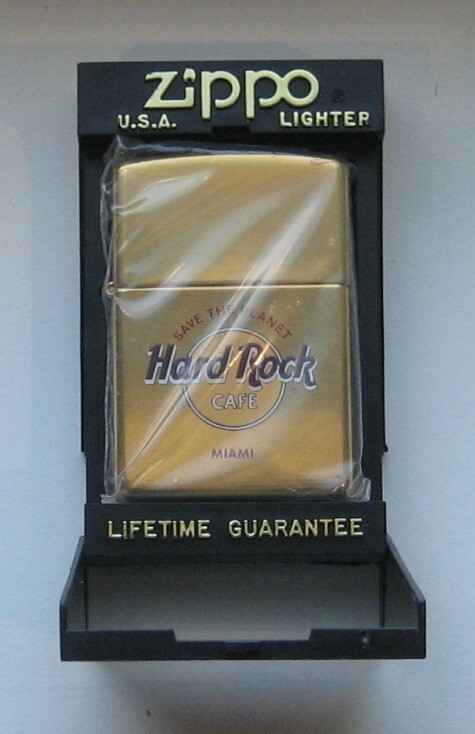 zippo
U.S.A. LIGHTER
SAVE THE PLANET
Hard Rock
CAFE
MIAMI
LIFETIME GUARANTEE